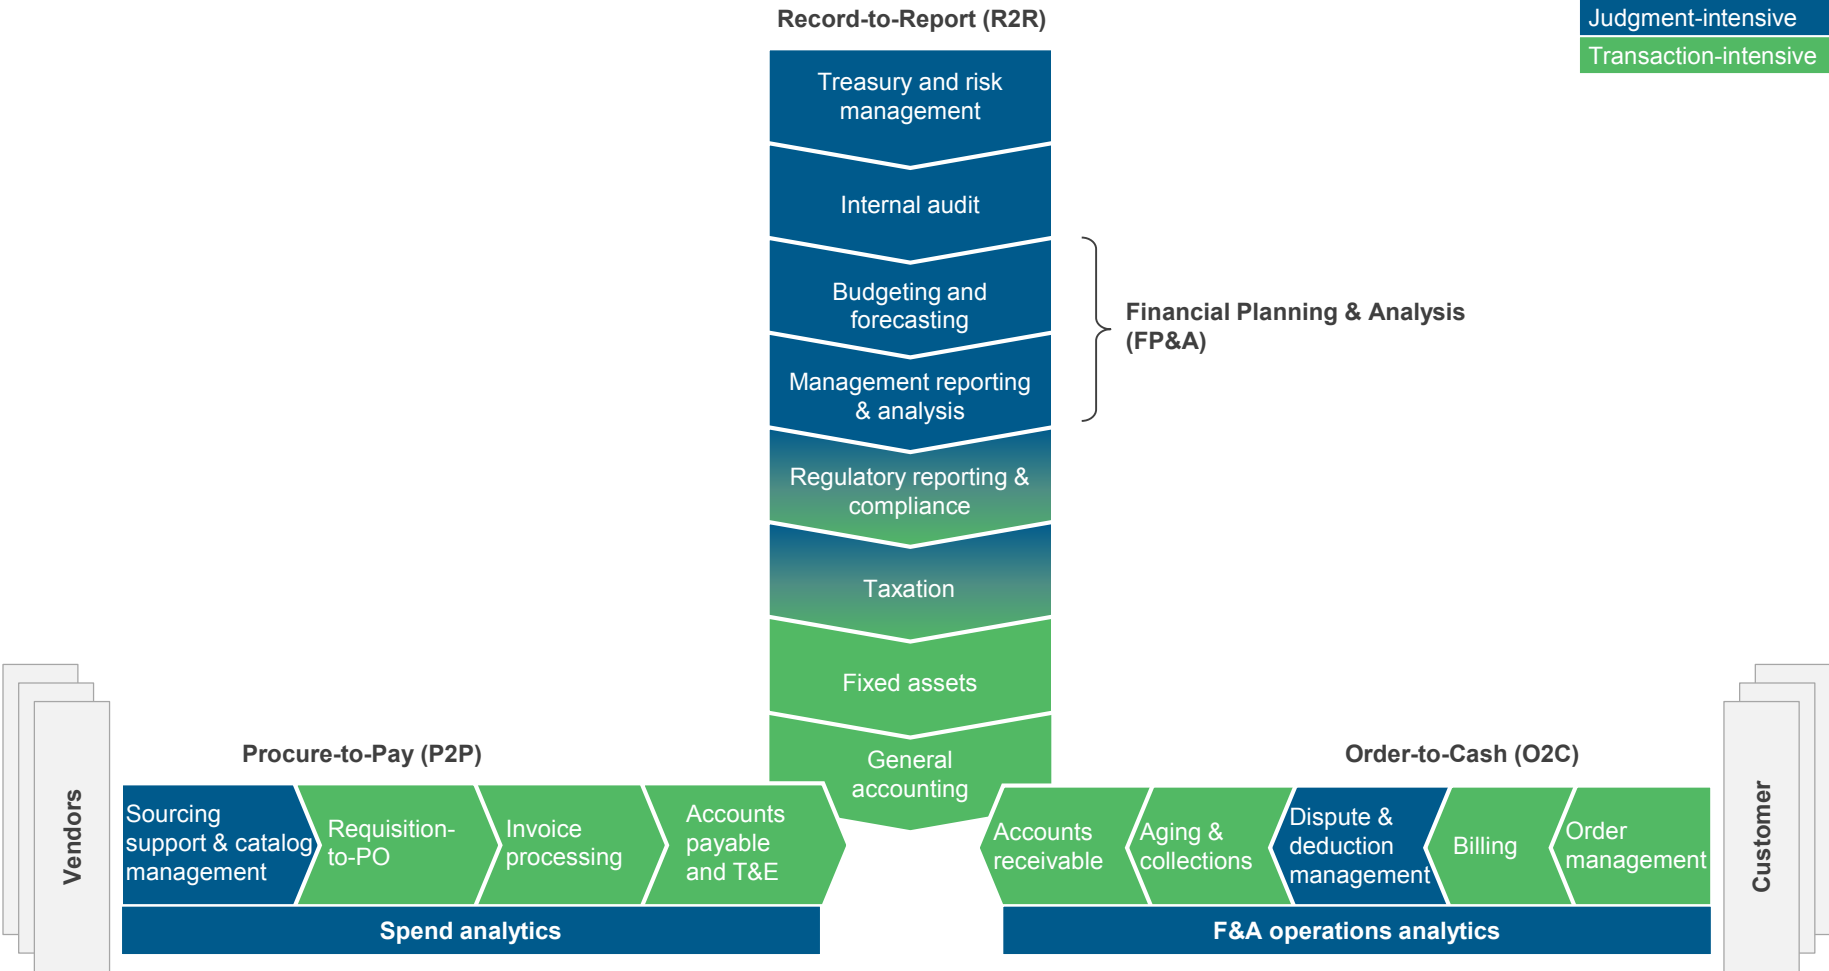 Record-to-Report (R2R)
Judgment-intensive
Transaction-intensive
Treasury and risk
management
Internal audit
Budgeting and
forecasting
Financial Planning & Analysis
(FP&A)
Management reporting
& analysis
Regulatory reporting &
compliance
Taxation
Fixed assets
General
accounting
Procure-to-Pay (P2P)
Order-to-Cash (O2C)
Vendors
Sourcing
support & catalog
management
Requisition-
to-PO
Invoice
processing
Accounts
payable
and T&E
Accounts
receivable
Aging &
collections
Dispute &
deduction
management
Billing
Order
management
Customer
Spend analytics
F&A operations analytics